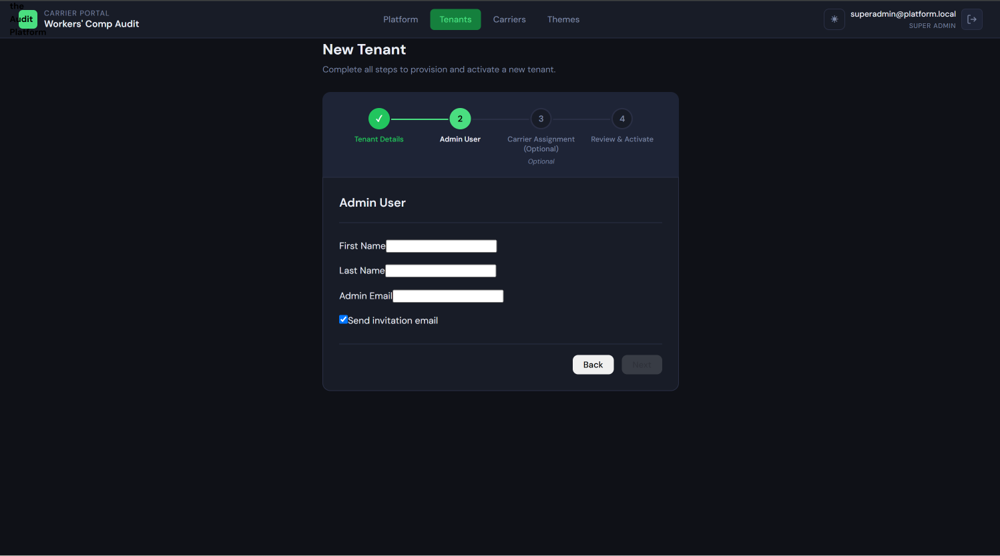 the
Audit
Platform
CARRIER PORTAL
Workers' Comp Audit
Platform
Tenants
Carriers
Themes
superadmin@platform.local
SUPER ADMIN
New Tenant
Complete all steps to provision and activate a new tenant.
✓
2
3
4
Tenant Details
Admin User
Carrier Assignment
(Optional)
Optional
Review & Activate
Admin User
First Name
Last Name
Admin Email
Send invitation email
Back
Next